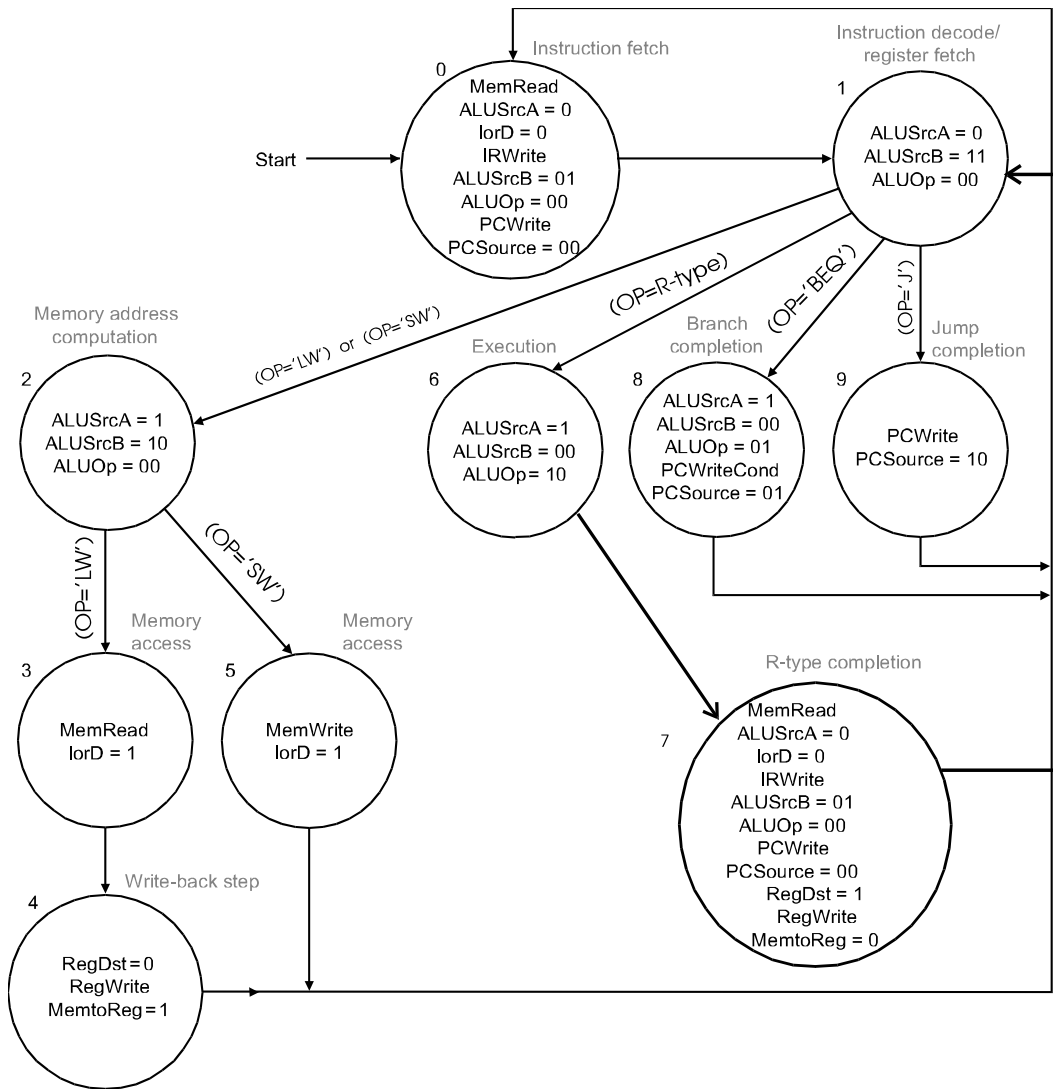 Instruction fetch
0
MemRead
ALUSrcA = 0
IorD = 0
IRWrite
ALUSrcB = 01
ALUOp = 00
PCWrite
PCSource = 00
Start
Instruction decode/
register fetch
1
ALUSrcA = 0
ALUSrcB = 11
ALUOp = 00
(OP='LW') or (OP='SW')
(OP=R-type)
(OP='BEQ')
(OP='J')
Memory address
computation
2
ALUSrcA = 1
ALUSrcB = 10
ALUOp = 00
Execution
6
ALUSrcA =1
ALUSrcB = 00
ALUOp= 10
Branch
completion
8
ALUSrcA = 1
ALUSrcB = 00
ALUOp = 01
PCWriteCond
PCSource = 01
Jump
completion
9
PCWrite
PCSource = 10
(OP='LW')
(OP='SW')
Memory
access
3
MemRead
IorD = 1
Memory
access
5
MemWrite
IorD = 1
R-type completion
7
MemRead
ALUSrcA = 0
IorD = 0
IRWrite
ALUSrcB = 01
ALUOp = 00
PCWrite
PCSource = 00
RegDst = 1
RegWrite
MemtoReg = 0
Write-back step
4
RegDst=0
RegWrite
MemtoReg=1